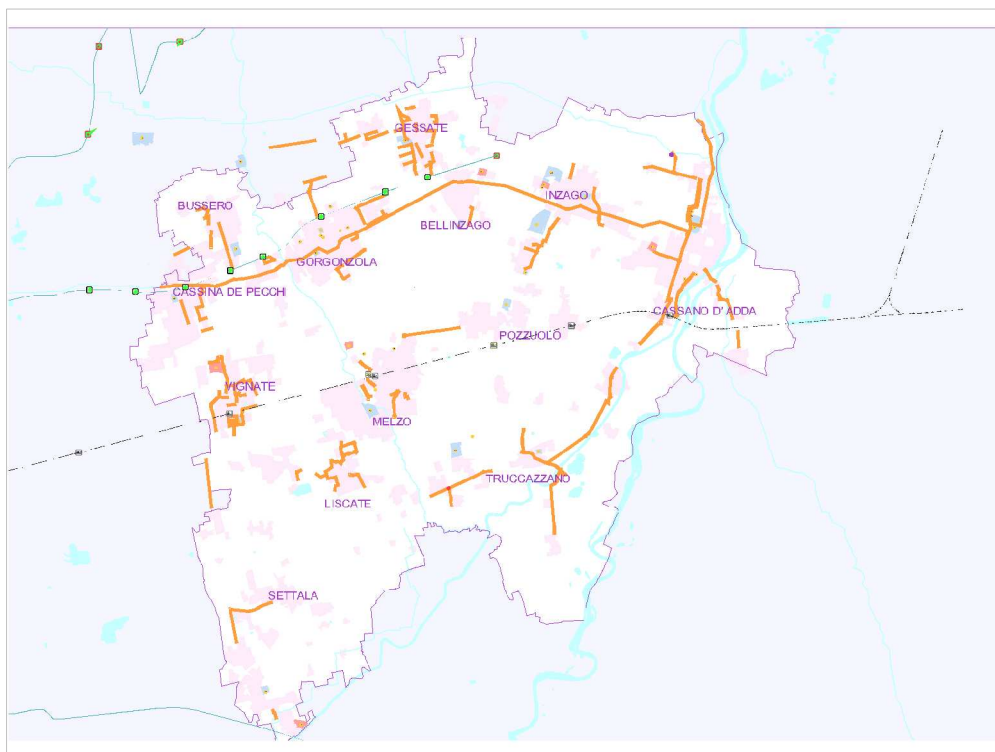 GESSATE
INZAGO
BUSSERO
BELLINZAGO
GORGONZOLA
CASSINA DE PECCHI
CASSANO D' ADDA
POZZUOLO
VIGNATE
MELZO
TRUCCAZZANO
LISCATE
SETTALA